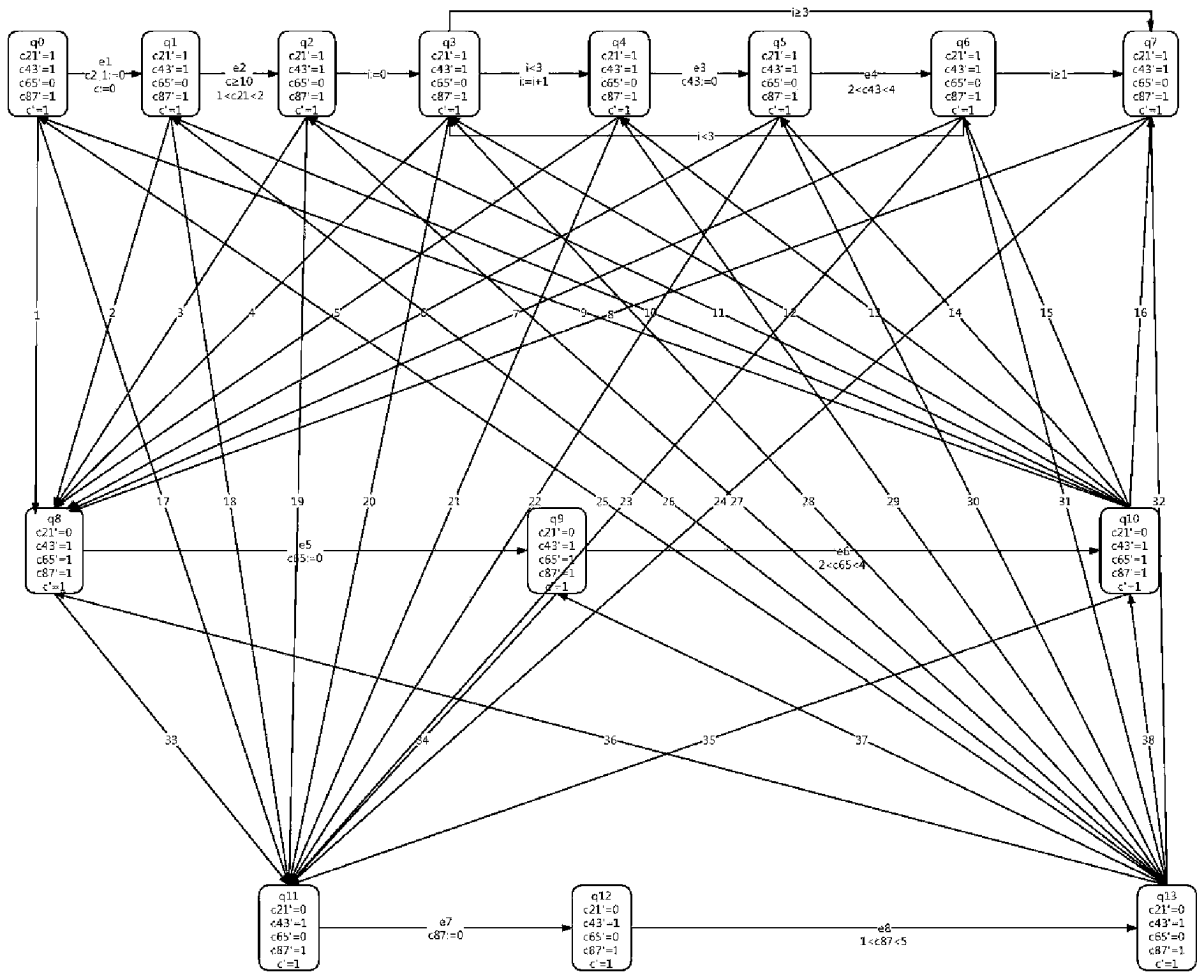 i≥3
q0
c21'=1
c43'=1
c65'=0
c87'=1
c'=1
e1
c21:=0
c:=0
q1
c21'=1
c43'=1
c65'=0
c87'=1
c'=1
e2
c≥10
1<c21<2
q2
c21'=1
c43'=1
c65'=0
c87'=1
c'=1
i:=0
q3
c21'=1
c43'=1
c65'=0
c87'=1
c'=1
i<3
i:=i+1
q4
c21'=1
c43'=1
c65'=0
c87'=1
c'=1
e3
c43:=0
q5
c21'=1
c43'=1
c65'=0
c87'=1
c'=1
e4
2<c43<4
q6
c21'=1
c43'=1
c65'=0
c87'=1
c'=1
i≥1
q7
c21'=1
c43'=1
c65'=0
c87'=1
c'=1
i<3
1
2
3
4
5
6
7
8
9
10
11
12
13
14
15
16
17
18
19
20
21
22
25
23
26
24
27
28
29
30
31
32
q8
c21'=0
c43'=1
c65'=1
c87'=1
c'=1
e5
c65:=0
q9
c21'=0
c43'=1
c65'=1
c87'=1
c'=1
e6
2<c65<4
q10
c21'=0
c43'=1
c65'=1
c87'=1
c'=1
33
34
36
35
37
38
q11
c21'=0
c43'=1
c65'=0
c87'=1
c'=1
e7
c87:=0
q12
c21'=0
c43'=1
c65'=0
c87'=1
c'=1
e8
1<c87<5
q13
c21'=0
c43'=1
c65'=0
c87'=1
c'=1